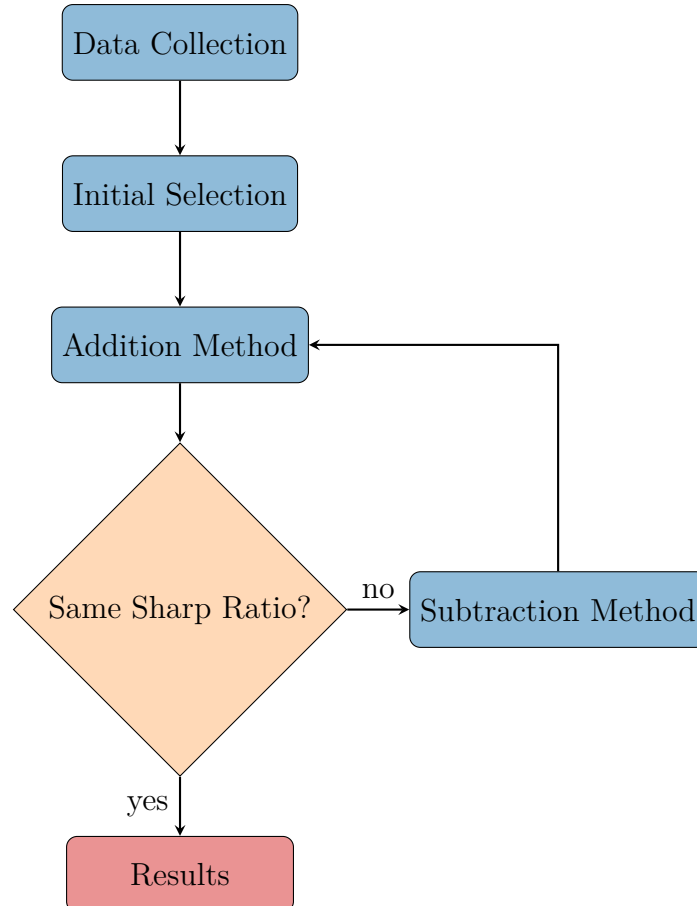 Data Collection
Initial Selection
Addition Method
Same Sharp Ratio?
no
Subtraction Method
yes
Results